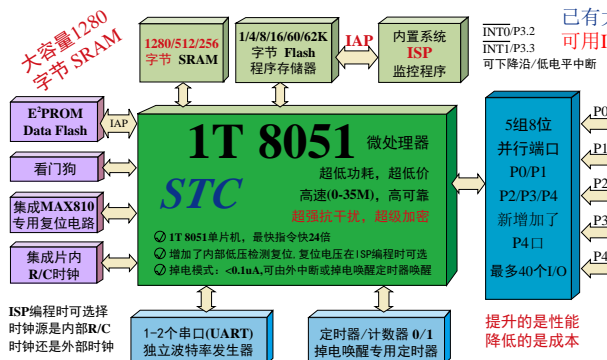 大容量1280
字节 SRAM
1280/512/256
字节 SRAM
1/4/8/16/60/62K
字节 Flash
程序存储器
IAP
内置系统
ISP
监控程序
INT0/P3.2
INT1/P3.3
可下降沿/低电平中断
已有
可用I
E²PROM
Data Flash
IAP
看门狗
集成MAX810
专用复位电路
集成片内
R/C时钟
1T 8051 微处理器
STC
超低功耗，超低价
高速(0-35M)，高可靠
超强抗干扰，超级加密
1T 8051单片机，最快指令快24倍
增加了内部低压检测复位,复位电压在ISP编程时可选
掉电模式：<0.1uA,可由外中断或掉电唤醒定时器唤醒
5组8位
并行端口
P0/P1
P2/P3/P4
新增加了
P4口
最多40个I/O
P0
P1
P2
P3
P4
ISP编程时可选择
时钟源是内部R/C
时钟还是外部时钟
1-2个串口(UART)
独立波特率发生器
定时器/计数器 0/1
掉电唤醒专用定时器
提升的是性能
降低的是成本